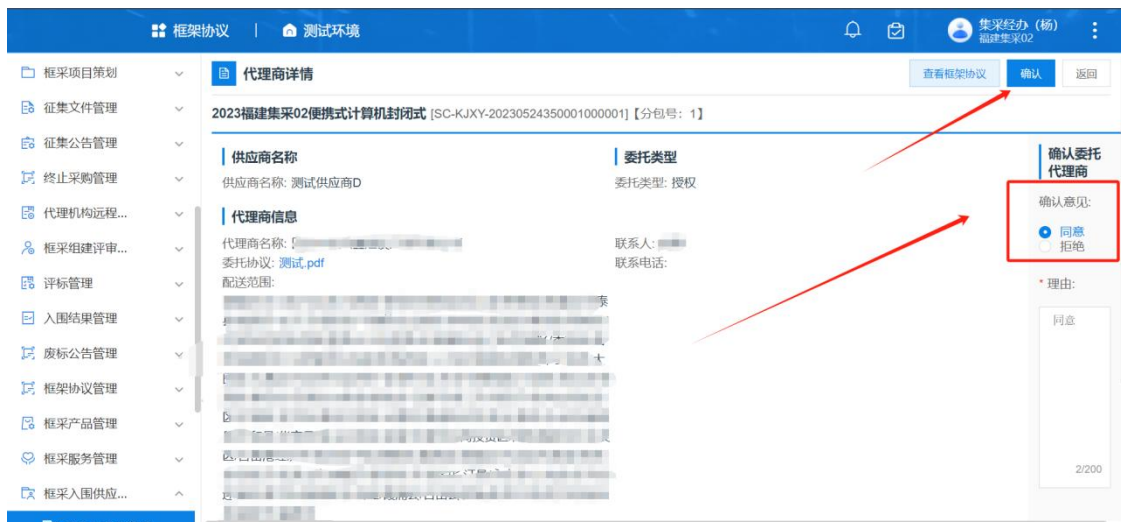 框架协议
测试环境
集采经办（杨）
福建集采02
框采项目策划
征集文件管理
征集公告管理
终止采购管理
代理机构远程...
框采组建评审...
评标管理
入围结果管理
废标公告管理
框架协议管理
框采产品管理
框采服务管理
框采入围供应...
代理商详情
查看框架协议
确认
返回
2023福建集采02便携式计算机封闭式 [SC-KJXY-20230524350001000001]【分包号：1】
供应商名称
供应商名称: 测试供应商D
委托类型
委托类型: 授权
代理商信息
代理商名称:
联系人:
委托协议: 测试.pdf
联系电话:
配送范围:
确认委托
代理商
确认意见:
同意
拒绝
* 理由:
同意
2/200